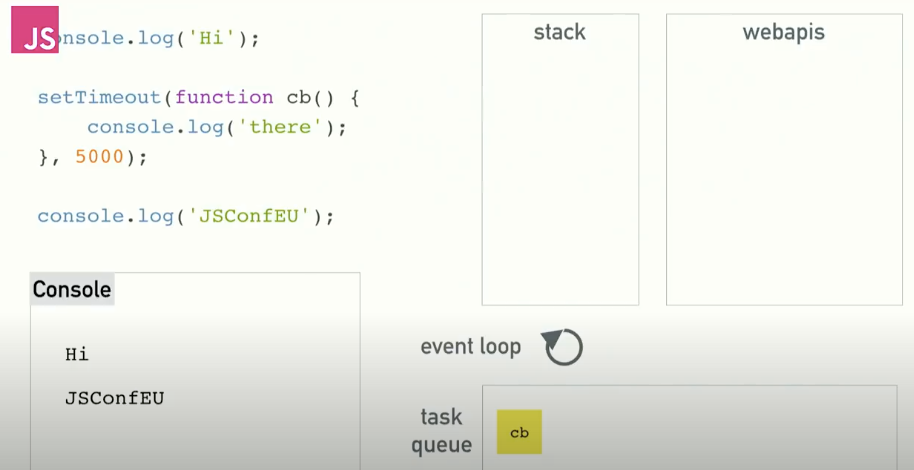 JS
console.log('Hi');
setTimeout(function cb() {
    console.log('there');
}, 5000);
console.log('JSConfEU');
Console
Hi
JSConfEU
stack
webapis
event loop
task
queue
cb